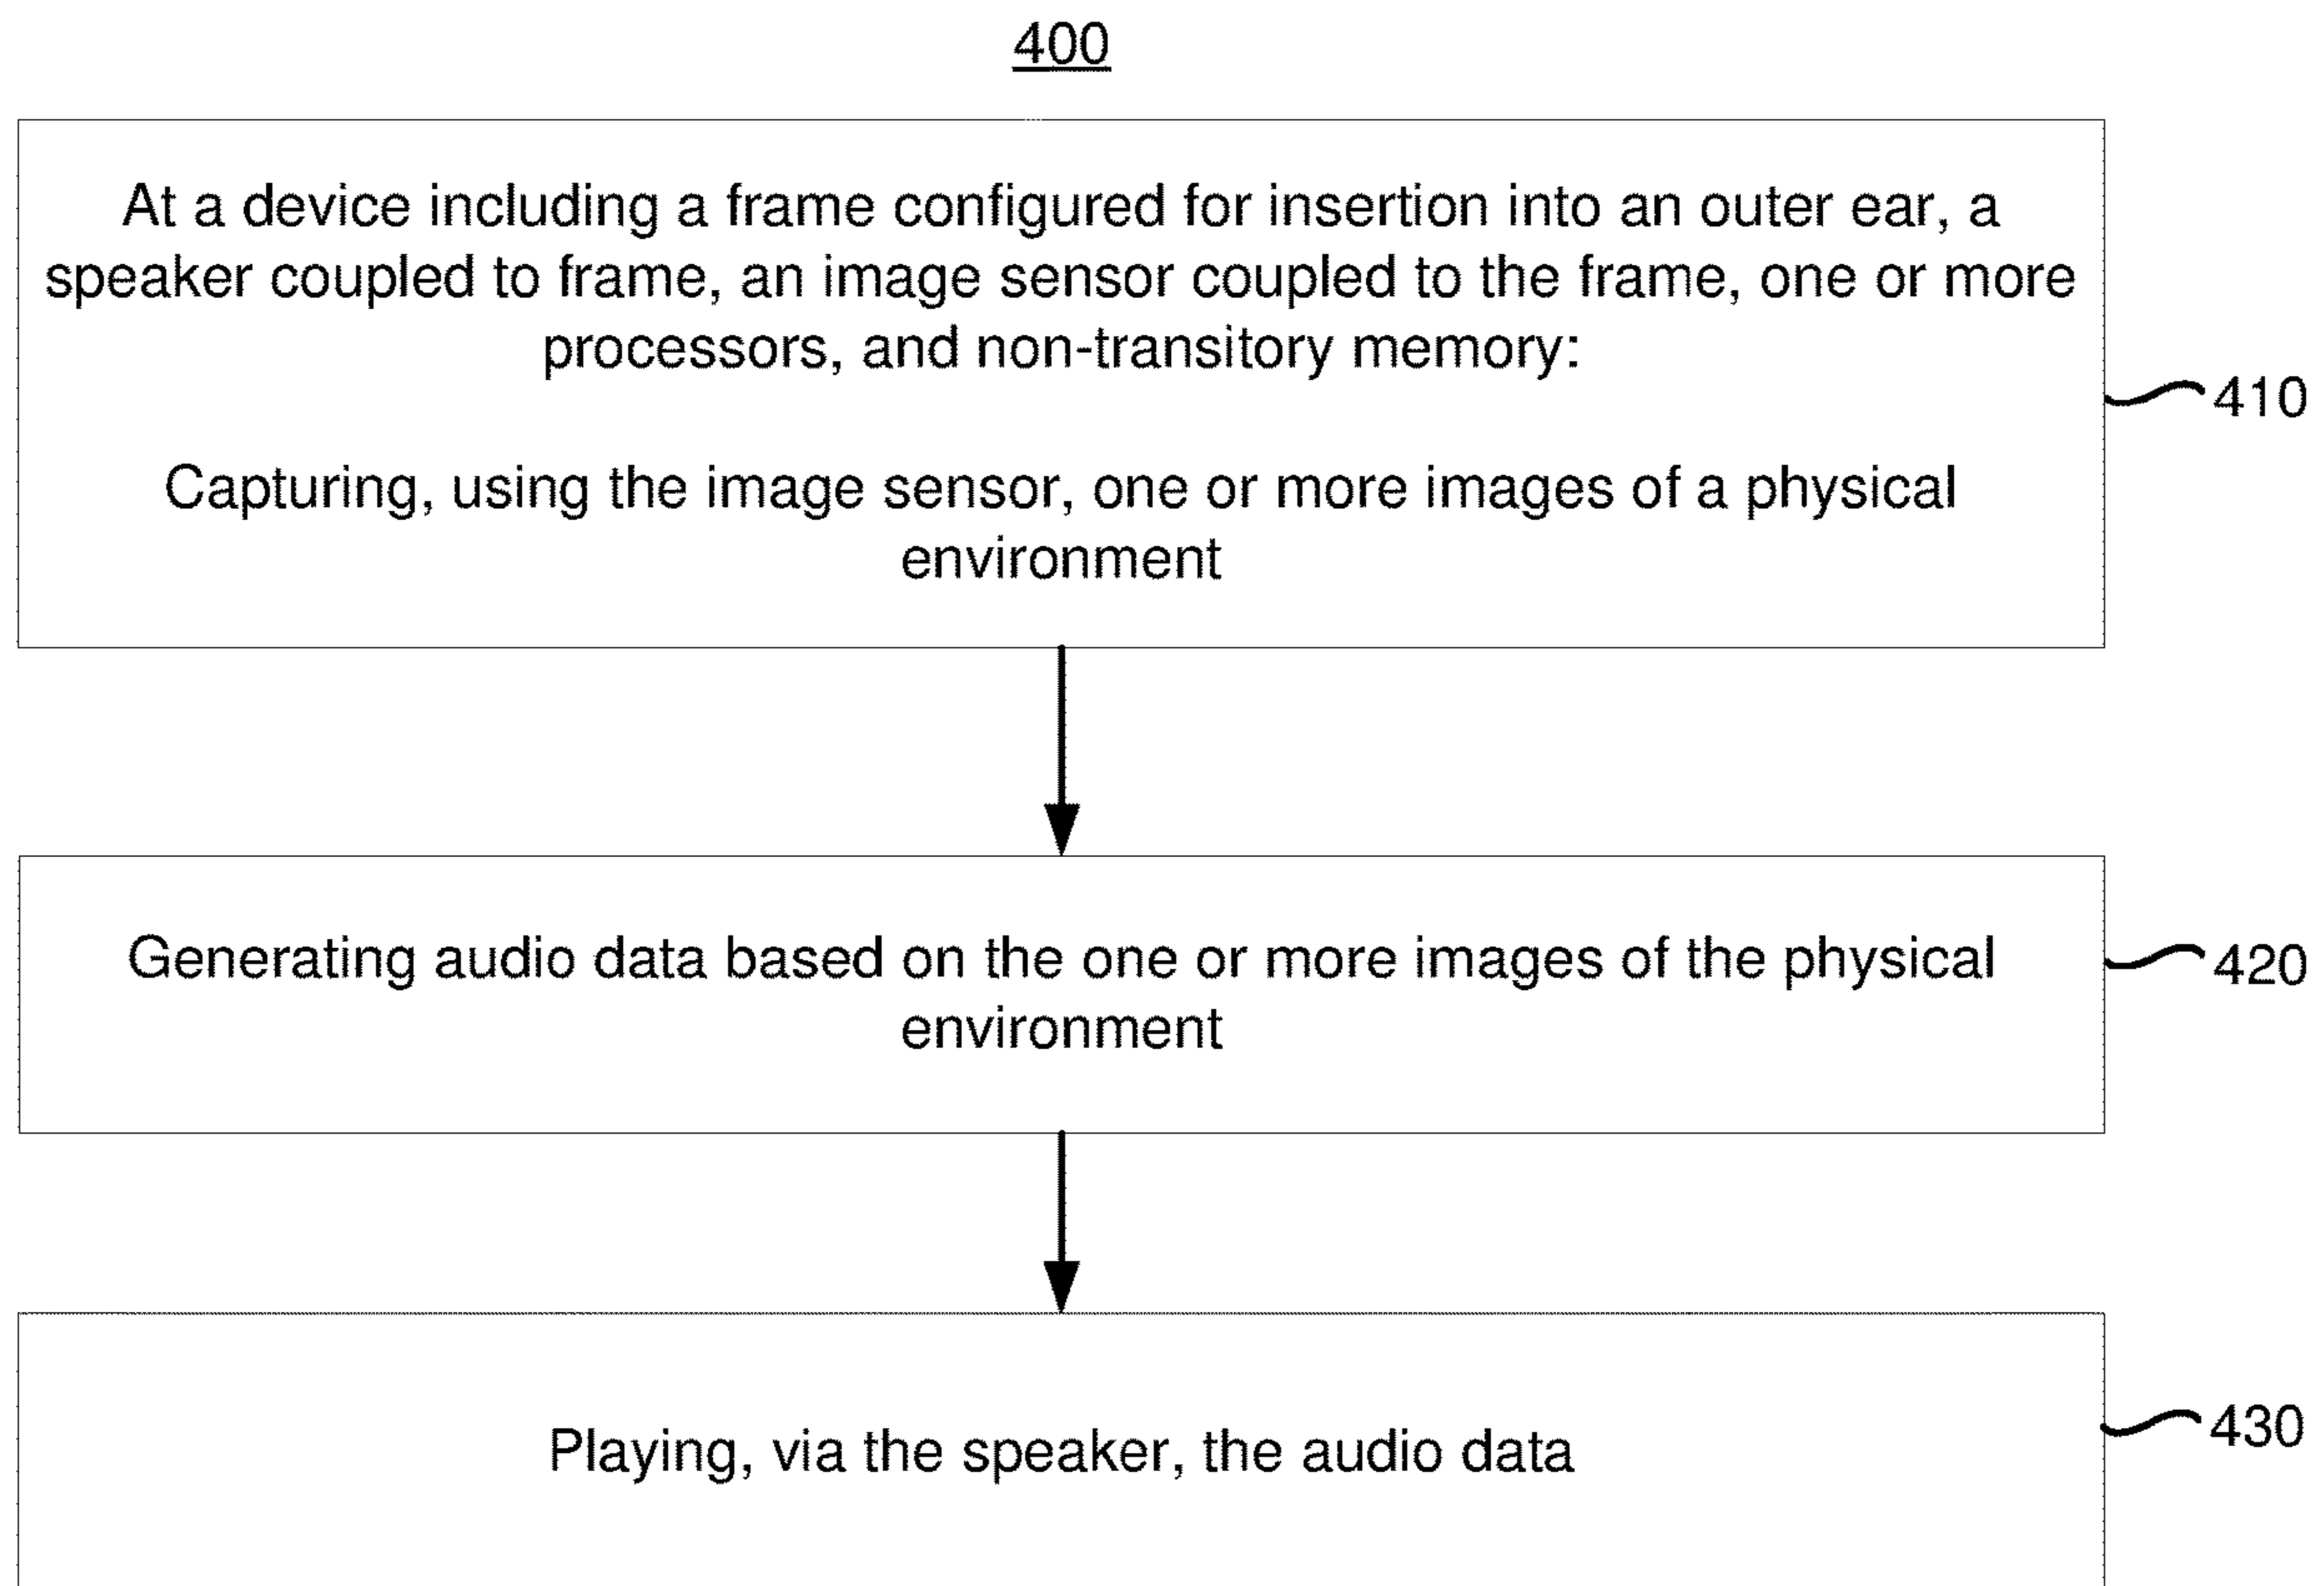 400
At a device including a frame configured for insertion into an outer ear, a
speaker coupled to frame, an image sensor coupled to the frame, one or more
processors, and non-transitory memory:
410
Capturing, using the image sensor, one or more images of a physical
environment
Generating audio data based on the one or more images of the physical
environment
420
Playing, via the speaker, the audio data
430